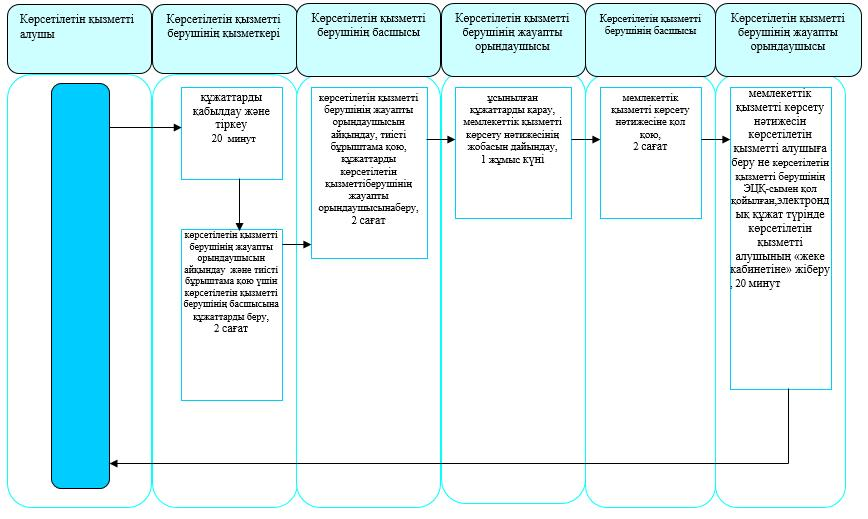 Көрсетілетін қызметті
алушы
Көрсетілетін қызметті
берушінің қызметкері
Көрсетілетін қызметті
берушінің басшысы
Көрсетілетін қызметті
берушінің жауапты
орындаушысы
Көрсетілетін қызметті
берушінің басшысы
Көрсетілетін қызметті
берушінің жауапты
орындаушысы
құжаттарды
қабылдау және
тіркеу
20 минут
көрсетілетін қызметті
берушінің жауапты
орындаушысын
айқындау және тиісті
бұрыштама қою үшін
көрсетілетін қызметті
берушінің басшысына
құжаттарды беру,
2 сағат
көрсетілетін қызметті
берушінің жауапты
орындаушысын
айқындау, тиісті
бұрыштама қою,
құжаттарды
көрсетілетін
қызметтіберушінің
жауапты
орындаушысынаберу,
2 сағат
ұсынылған
құжаттарды қарау,
мемлекеттік қызметті
көрсету нәтижесінің
жобасын дайындау,
1 жұмыс күні
мемлекеттік
қызметті көрсету
нәтижесіне қол
қою,
2 сағат
мемлекеттік
қызметті көрсету
нәтижесін
көрсетілетін
қызметті алушыға
беру не көрсетілетін
қызметті берушінің
ЭЦҚ-сымен қол
қойылған,электронд
ық құжат түрінде
көрсетілетін
қызметті
алушының «жеке
кабинетіне» жіберу
, 20 минут